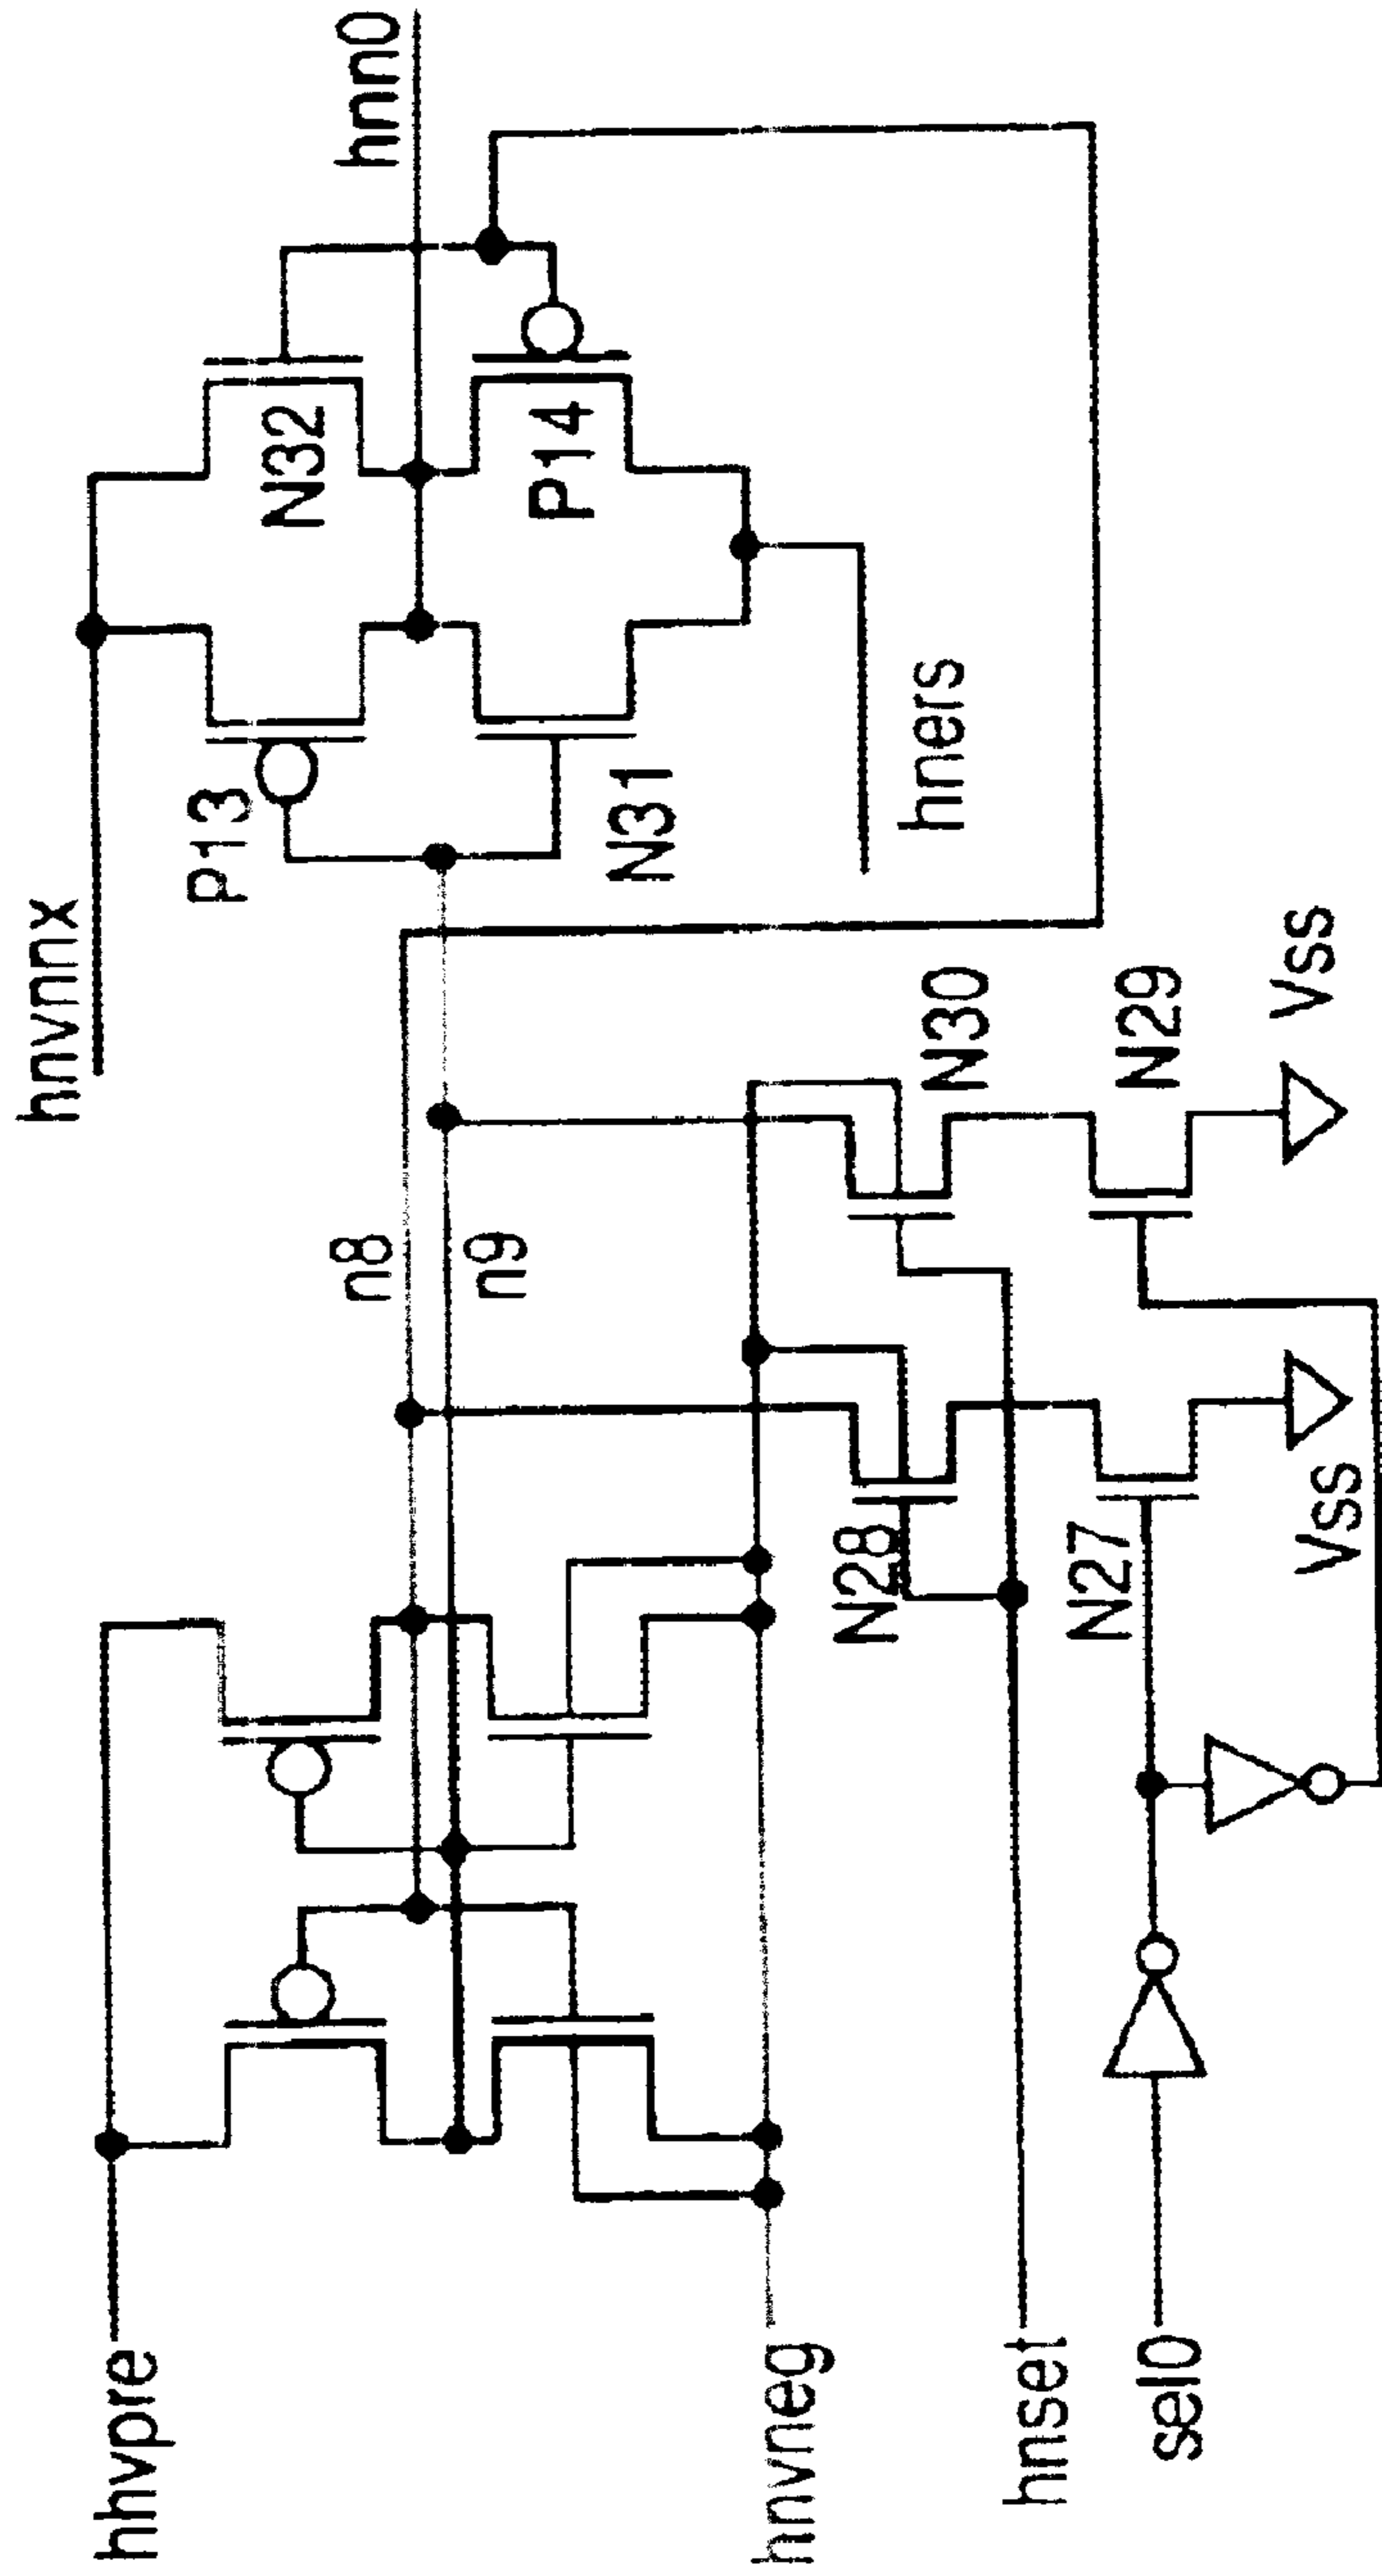 hnvnnx
hnn0
P13
N32
N31
P14
hners
n8
n9
N30
N29
Vss
N28
N27
Vss
hhvpre
hnvneg
hnset
sel0